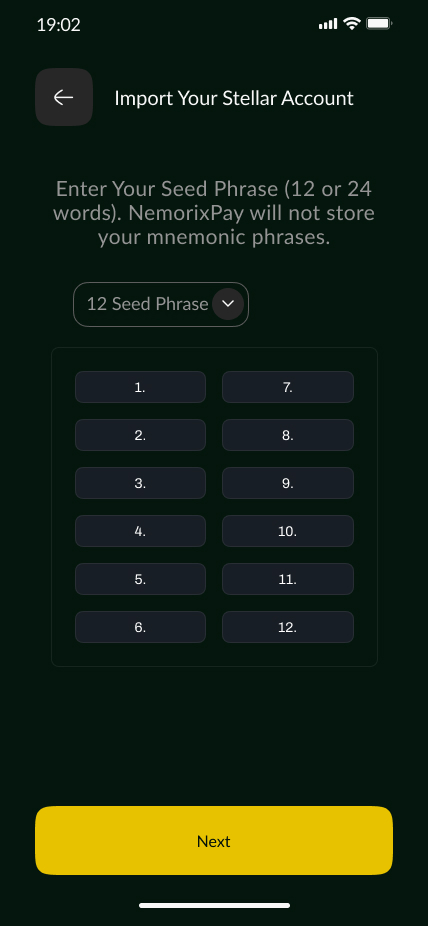 19:02
Import Your Stellar Account
Enter Your Seed Phrase (12 or 24
words). NemorixPay will not store
your mnemonic phrases.
12 Seed Phrase
1.
7.
2.
8.
3.
9.
4.
10.
5.
11.
6.
12.
Next